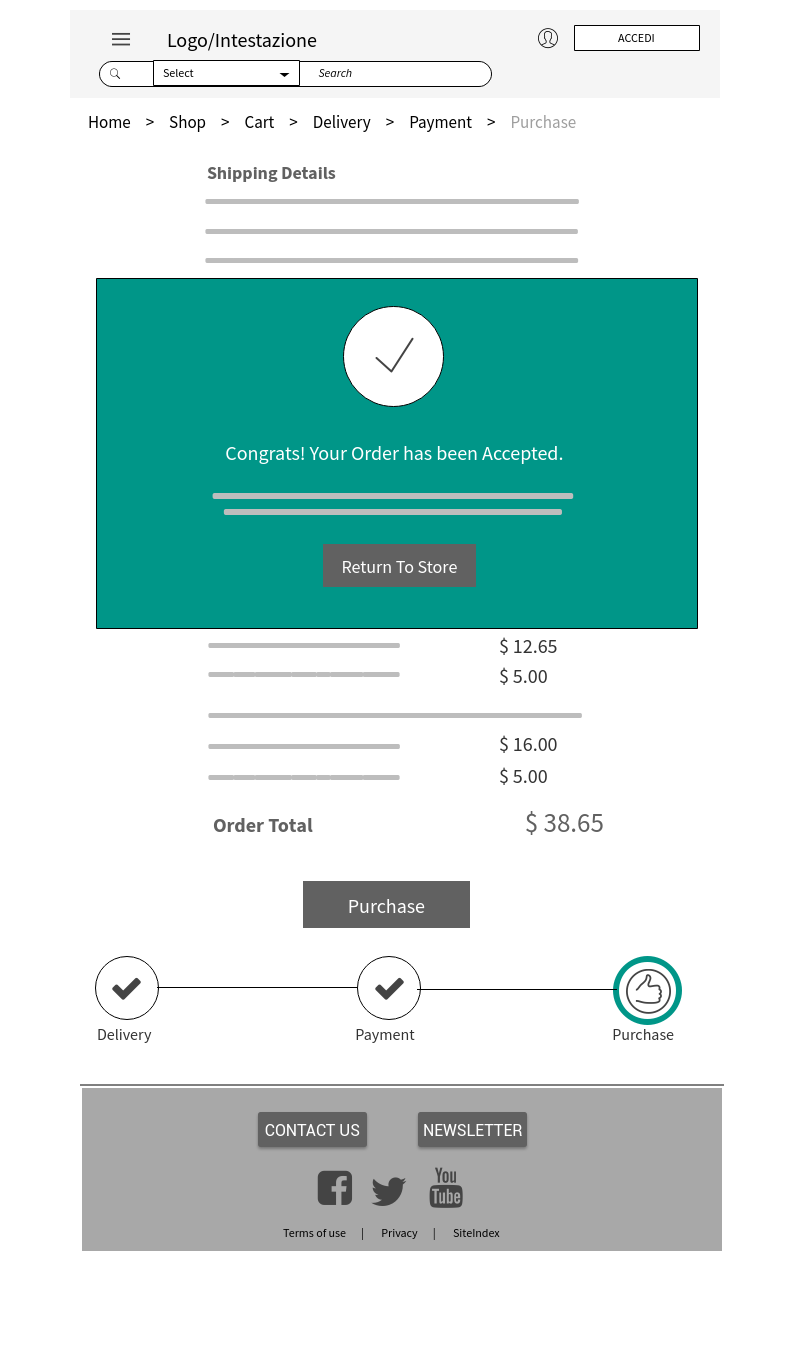 Logo/Intestazione
ACCEDI
Select
Search
Home > Shop > Cart > Delivery > Payment > Purchase
Shipping Details
Congrats! Your Order has been Accepted.
Return To Store
$ 12.65
$ 5.00
$ 16.00
$ 5.00
Order Total $ 38.65
Purchase
Delivery Payment Purchase
CONTACT US NEWSLETTER
You
Tube
Terms of use | Privacy | SiteIndex